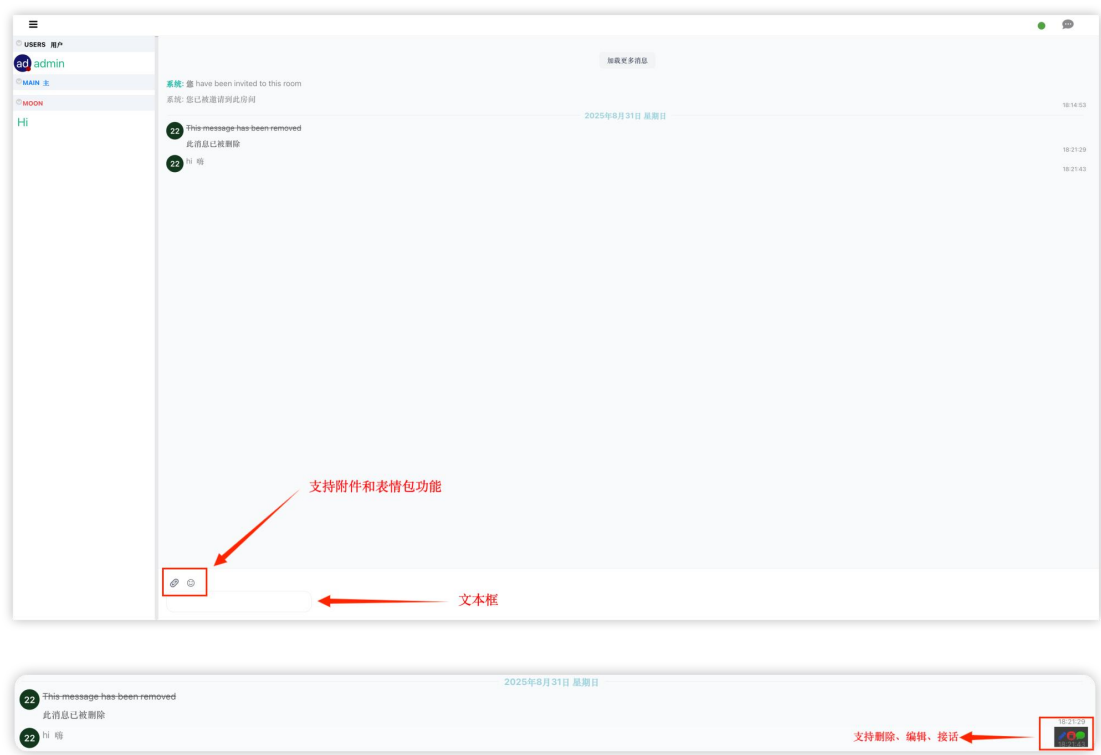 USERS 用户
ad admin
MAIN 主
MOON
Hi
加载更多消息
系统: 您 have been invited to this room
系统: 您已被邀请到此房间
18:14:53
2025年8月31日 星期日
22 This message has been removed
此消息已被删除
18:21:29
22 hi 嗨
18:21:43
支持附件和表情包功能
文本框
2025年8月31日 星期日
22 This message has been removed
此消息已被删除
18:21:29
22 hi 嗨
支持删除、编辑、接话
18:21:43